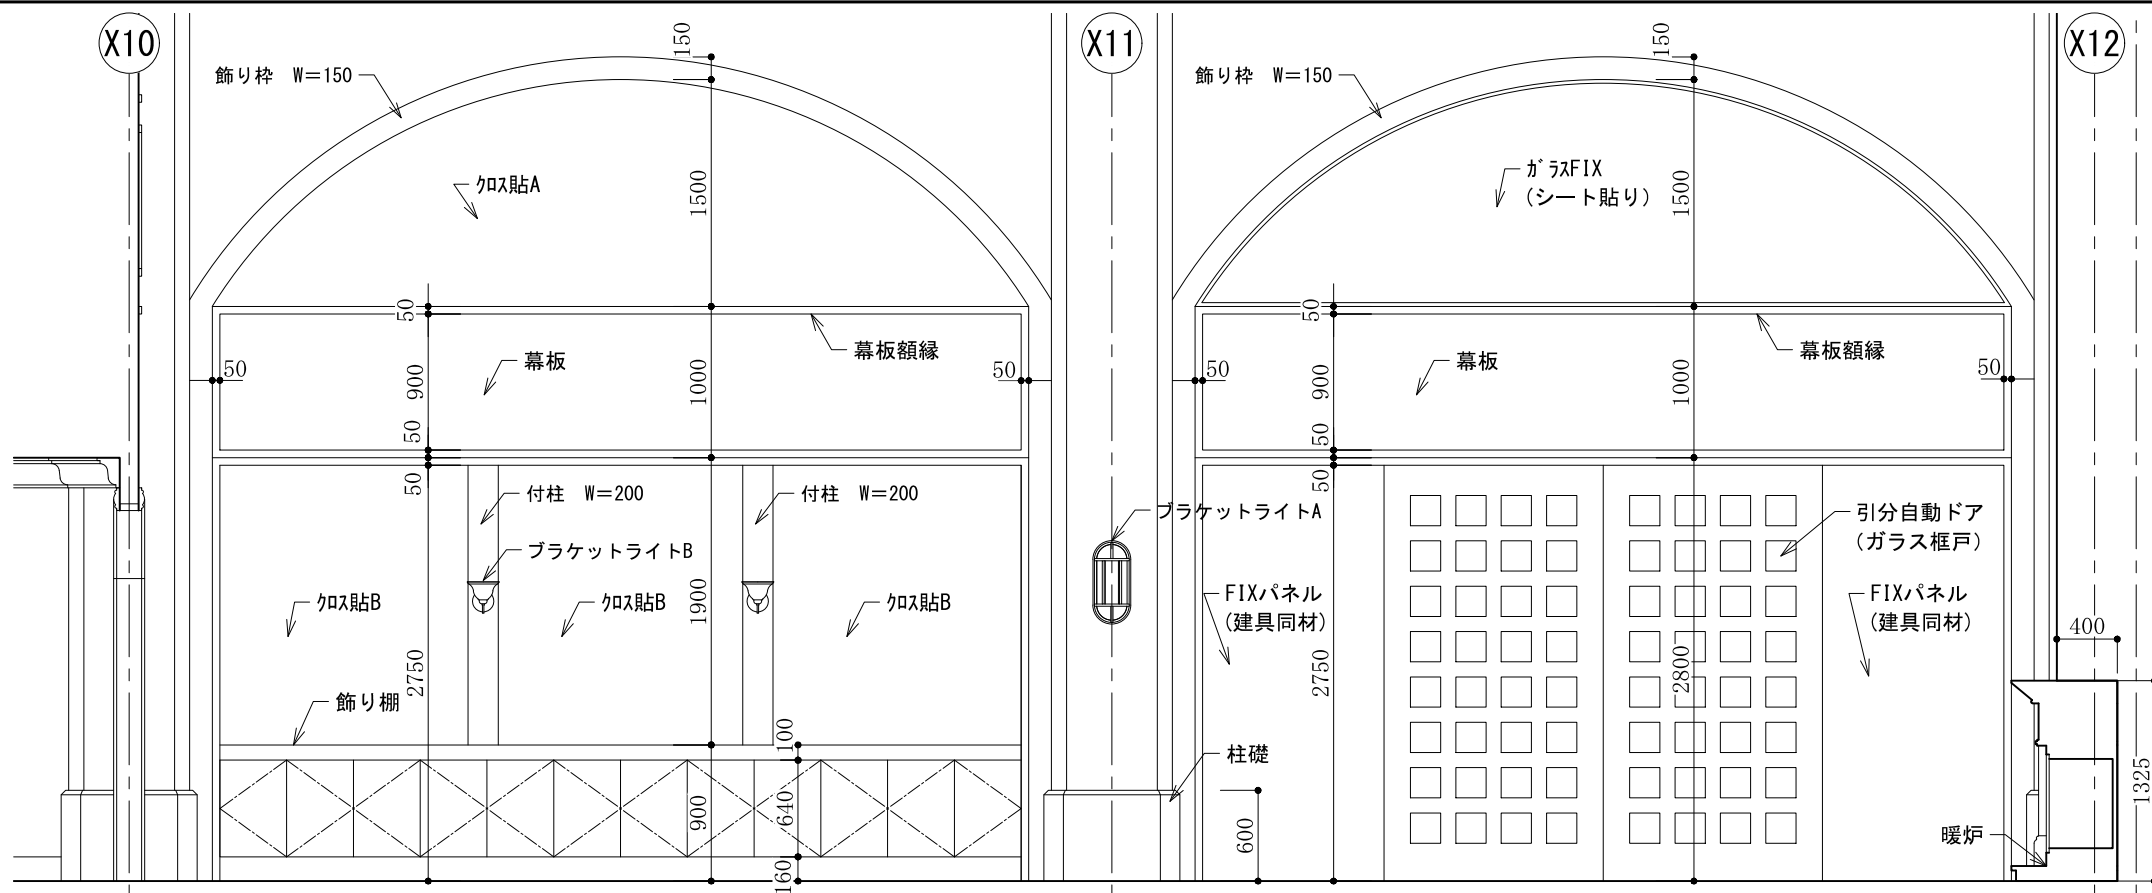 X10
X11
X12
飾り枠 W=150
150
飾り枠 W=150
150
クロス貼A
1500
ガラスFIX
(シート貼り)
1500
50
幕板額縁
50
幕板額縁
幕板
幕板
50
900
1000
50
50
900
1000
50
50
50
50
50
付柱 W=200
付柱 W=200
ブラケットライトA
引分自動ドア
(ガラス框戸)
ブラケットライトB
クロス貼B
クロス貼B
クロス貼B
1900
FIXパネル
(建具同材)
FIXパネル
(建具同材)
400
2750
2750
2800
飾り棚
100
柱礎
900
640
600
暖炉
1325
160